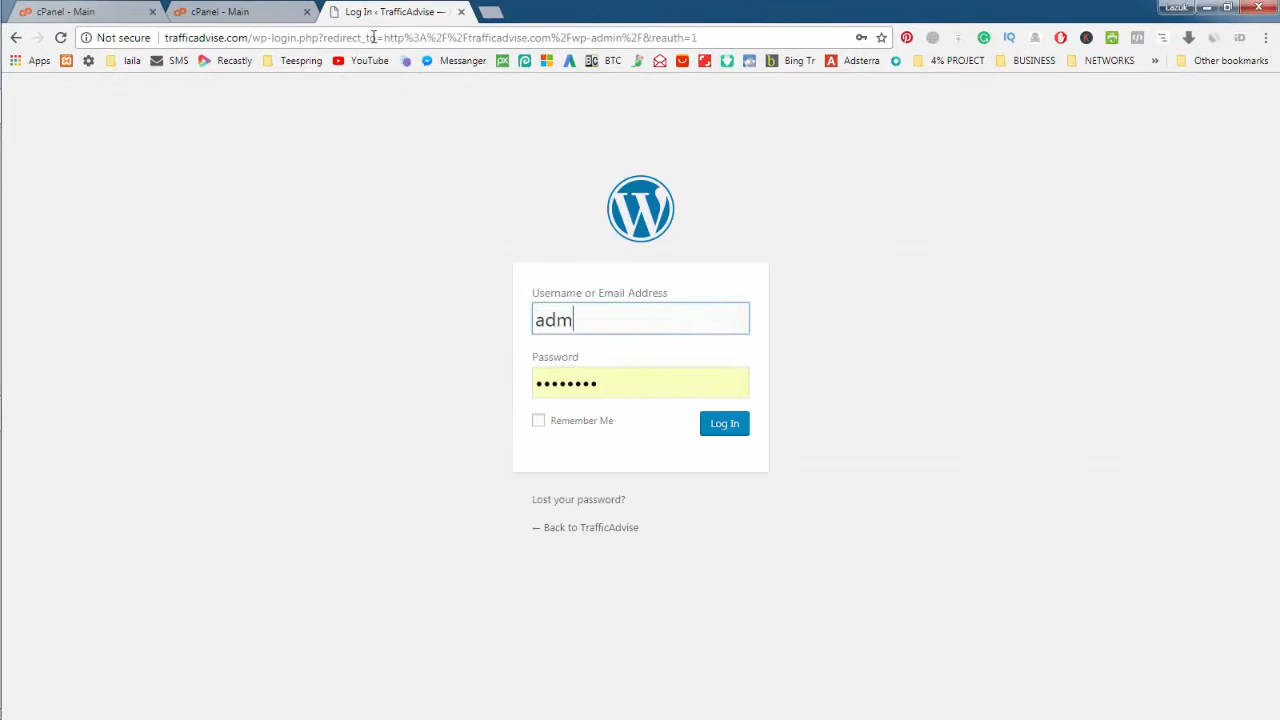 cPanel - Main
cPanel - Main
Log In ‹ TrafficAdvise —
Lazuk
Not secure | trafficadvise.com/wp-login.php?redirect_to=http%3A%2F%2Ftrafficadvise.com%2Fwp-admin%2F&reauth=1
Apps laila SMS Recastly Teespring YouTube Messanger BTC Bing Tr Adsterra 4% PROJECT BUSINESS NETWORKS » Other bookmarks
Username or Email Address
adm
Password
••••••••
Remember Me
Log In
Lost your password?
← Back to TrafficAdvise